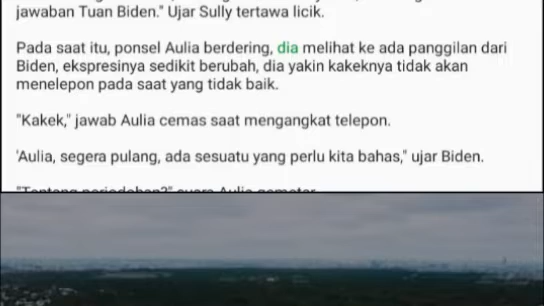 jawaban Tuan Biden." Ujar Sully tertawa licik.
Pada saat itu, ponsel Aulia berdering, dia melihat ke ada panggilan dari
Biden, ekspresinya sedikit berubah, dia yakin kakeknya tidak akan
menelepon pada saat yang tidak baik.
"Kakek," jawab Aulia cemas saat mengangkat telepon.
'Aulia, segera pulang, ada sesuatu yang perlu kita bahas," ujar Biden.